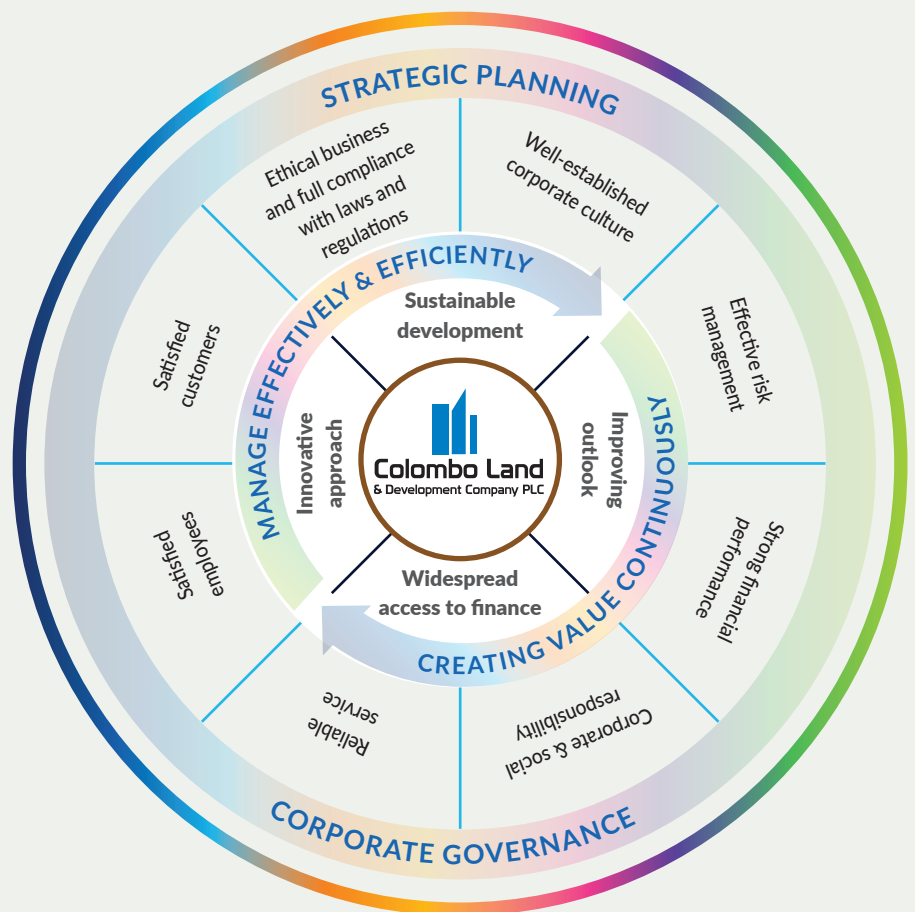 STRATEGIC PLANNING
Ethical business
and full compliance
with laws and
regulations
Well-established
corporate culture
Effective risk
management
Strong financial
performance
Corporate & social
responsibility
Reliable
service
Satisfied
employees
Satisfied
customers
MANAGE EFFECTIVELY & EFFICIENTLY
CREATING VALUE CONTINUOUSLY
Sustainable
development
Improving
outlook
Widespread
access to finance
Innovative
approach
Colombo Land
& Development Company PLC
CORPORATE GOVERNANCE